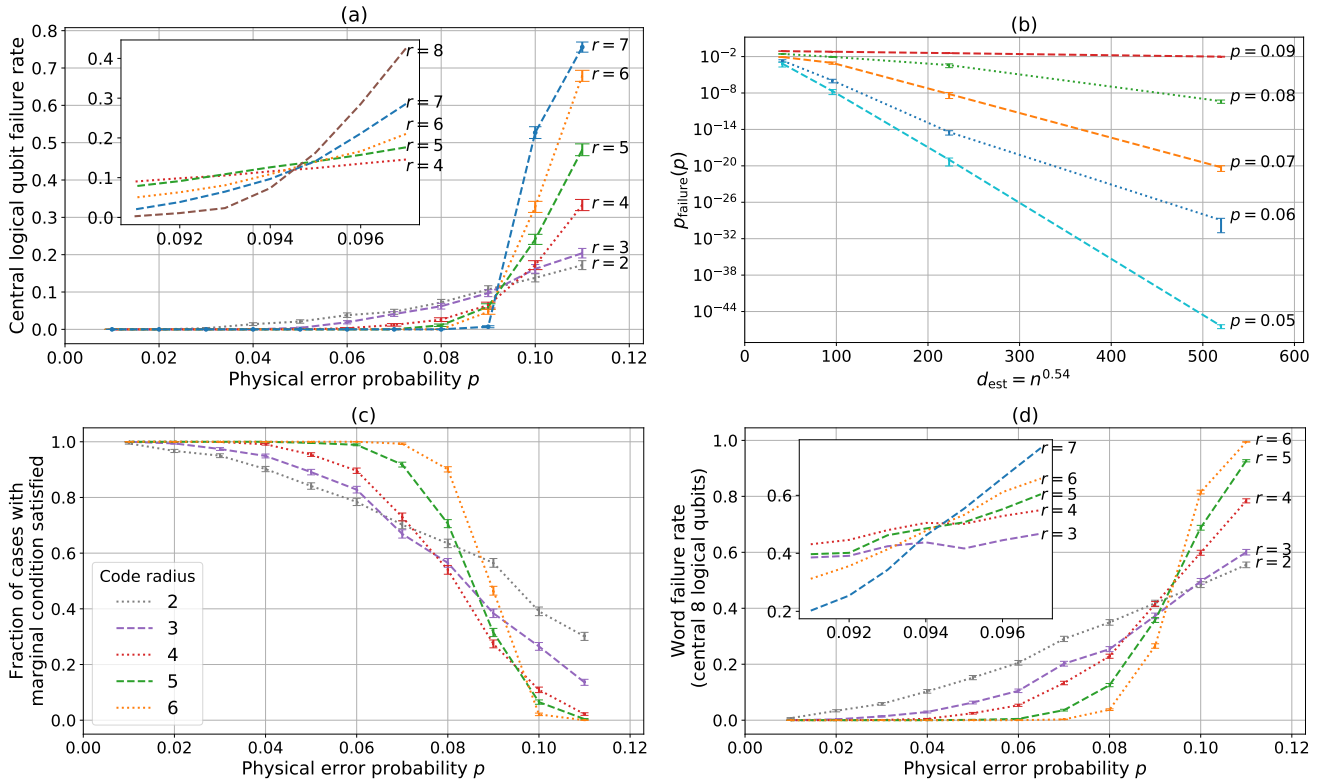 (a)
Central logical qubit failure rate
0.8
0.7
0.6
0.5
0.4
0.3
0.2
0.1
0.0
0.4
0.3
0.2
0.1
0.0
0.092
0.094
0.096
r = 8
r = 7
r = 6
r = 5
r = 4
r = 7
r = 6
r = 5
r = 4
r = 3
r = 2
0.00
0.02
0.04
0.06
0.08
0.10
0.12
Physical error probability p
(b)
p_failure(p)
10^−2
10^−8
10^−14
10^−20
10^−26
10^−32
10^−38
10^−44
p = 0.09
p = 0.08
p = 0.07
p = 0.06
p = 0.05
0
100
200
300
400
500
600
d_est = n^0.54
(c)
Fraction of cases with
marginal condition satisfied
1.0
0.8
0.6
0.4
0.2
0.0
Code radius
2
3
4
5
6
0.00
0.02
0.04
0.06
0.08
0.10
0.12
Physical error probability p
(d)
Word failure rate
(central 8 logical qubits)
1.0
0.8
0.6
0.4
0.2
0.0
0.6
0.4
0.2
0.092
0.094
0.096
r = 7
r = 6
r = 5
r = 4
r = 3
r = 6
r = 5
r = 4
r = 3
r = 2
0.00
0.02
0.04
0.06
0.08
0.10
0.12
Physical error probability p